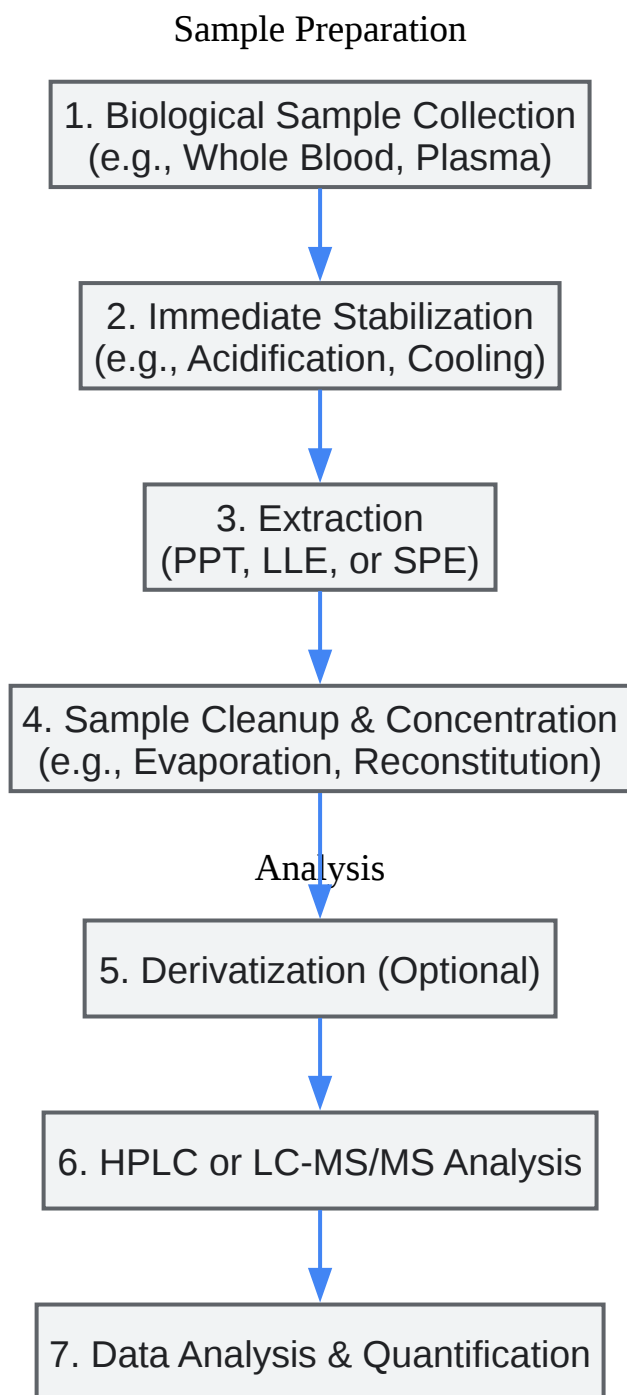 Sample Preparation
1. Biological Sample Collection
(e.g., Whole Blood, Plasma)
2. Immediate Stabilization
(e.g., Acidification, Cooling)
3. Extraction
(PPT, LLE, or SPE)
4. Sample Cleanup & Concentration
(e.g., Evaporation, Reconstitution)
Analysis
5. Derivatization (Optional)
6. HPLC or LC-MS/MS Analysis
7. Data Analysis & Quantification